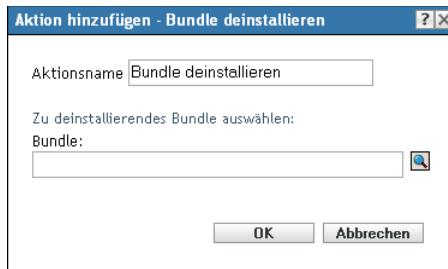 Aktion hinzufügen - Bundle deinstallieren ? X
Aktionsname Bundle deinstallieren
Zu deinstallierendes Bundle auswählen:
Bundle:
OK Abbrechen